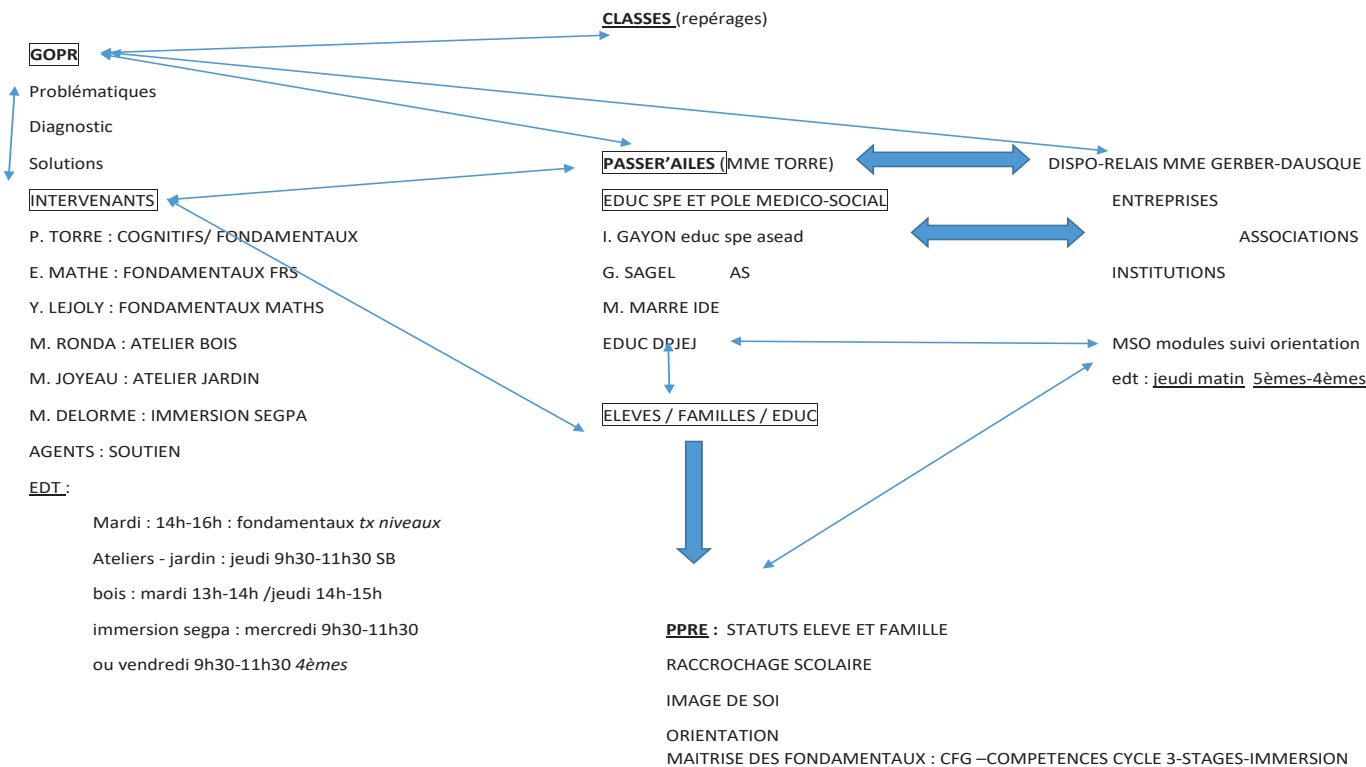 CLASSES (repérages)
GOPR
Problématiques
Diagnostic
Solutions
INTERVENANTS
P. TORRE : COGNITIFS/ FONDAMENTAUX
E. MATHE : FONDAMENTAUX FRS
Y. LEJOLY : FONDAMENTAUX MATHS
M. RONDA : ATELIER BOIS
M. JOYEAU : ATELIER JARDIN
M. DELORME : IMMERSION SEGPA
AGENTS : SOUTIEN
EDT :
Mardi : 14h-16h : fondamentaux tx niveaux
Ateliers - jardin : jeudi 9h30-11h30 SB
bois : mardi 13h-14h /jeudi 14h-15h
immersion segpa : mercredi 9h30-11h30
ou vendredi 9h30-11h30 4èmes
PASSER’AILES (MME TORRE)
EDUC SPE ET POLE MEDICO-SOCIAL
I. GAYON educ spe asead
G. SAGEL AS
M. MARRE IDE
EDUC DPJEJ
ELEVES / FAMILLES / EDUC
DISPO-RELAIS MME GERBER-DAUSQUE
ENTREPRISES
ASSOCIATIONS
INSTITUTIONS
MSO modules suivi orientation
edt : jeudi matin 5èmes-4èmes
PPRE : STATUTS ELEVE ET FAMILLE
RACCROCHAGE SCOLAIRE
IMAGE DE SOI
ORIENTATION
MAITRISE DES FONDAMENTAUX : CFG –COMPETENCES CYCLE 3-STAGES-IMMERSION